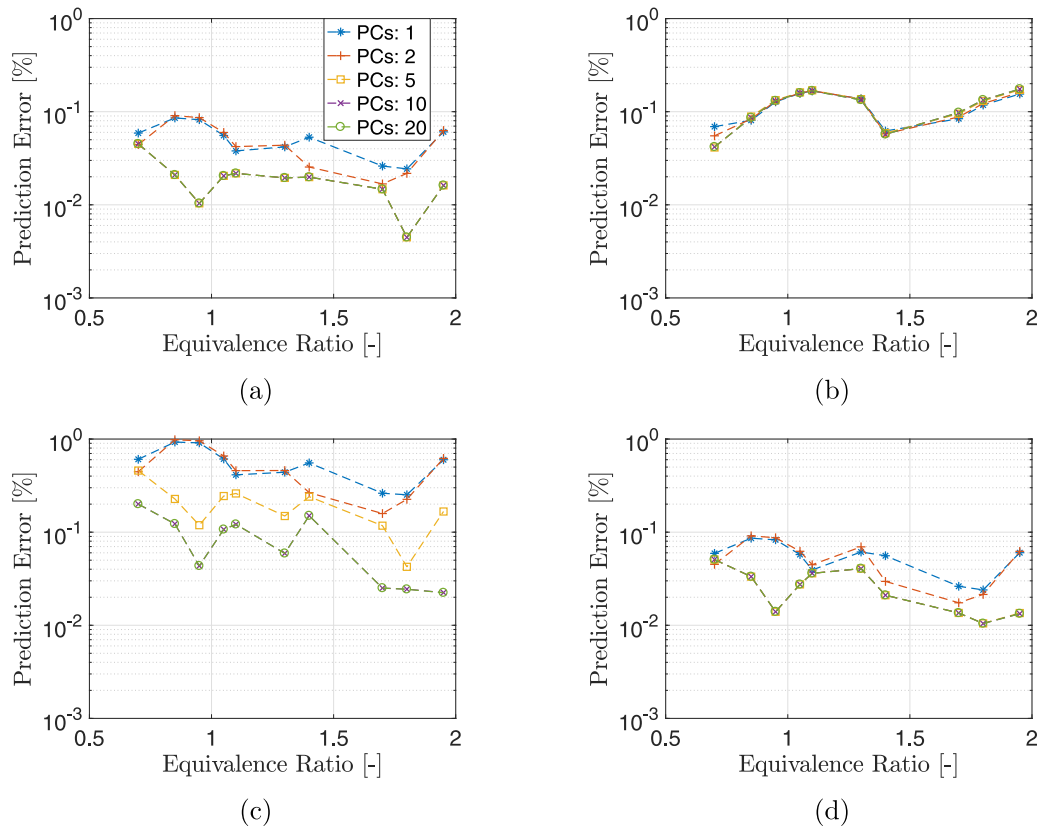 10^0
10^-1
10^-2
10^-3
Prediction Error [%]
PCs: 1
PCs: 2
PCs: 5
PCs: 10
PCs: 20
0.5 1 1.5 2
Equivalence Ratio [-]
(a)
10^0
10^-1
10^-2
10^-3
Prediction Error [%]
0.5 1 1.5 2
Equivalence Ratio [-]
(b)
10^0
10^-1
10^-2
10^-3
Prediction Error [%]
0.5 1 1.5 2
Equivalence Ratio [-]
(c)
10^0
10^-1
10^-2
10^-3
Prediction Error [%]
0.5 1 1.5 2
Equivalence Ratio [-]
(d)